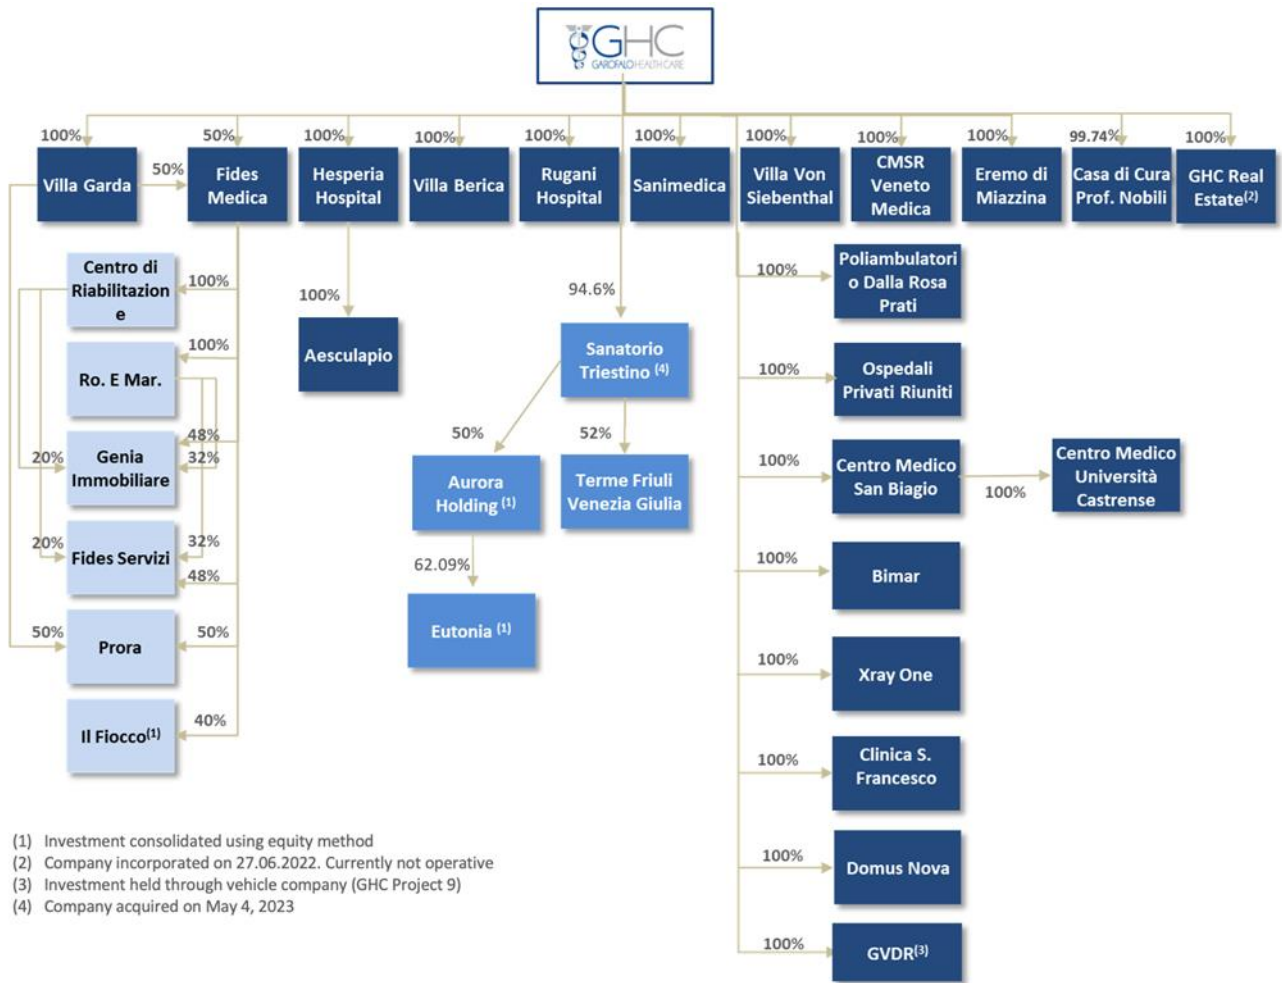 GHC
GAROFALO HEALTH CARE
100%
50%
100%
100%
100%
100%
100%
100%
100%
99.74%
100%
Villa Garda
50%
Fides
Medica
Hesperia
Hospital
Villa Berica
Rugani
Hospital
Sanimedica
Villa Von
Siebenthal
CMSR
Veneto
Medica
Eremo di
Miazzina
Casa di Cura
Prof. Nobili
GHC Real
Estate(2)
Centro di
Riabilitazion
e
100%
100%
Aesculapio
94.6%
Sanatorio
Triestino (4)
100%
Poliambulatori
o Dalla Rosa
Prati
Ro. E Mar.
100%
100%
Ospedali
Privati Riuniti
20%
Genia
Immobiliare
48%
32%
50%
Aurora
Holding (1)
52%
Terme Friuli
Venezia Giulia
100%
Centro Medico
San Biagio
100%
Centro Medico
Università
Castrense
20%
Fides Servizi
32%
48%
62.09%
Eutonia (1)
100%
Bimar
50%
Prora
50%
100%
Xray One
Il Fiocco(1)
40%
100%
Clinica S.
Francesco
100%
Domus Nova
100%
GVDR(3)
(1) Investment consolidated using equity method
(2) Company incorporated on 27.06.2022. Currently not operative
(3) Investment held through vehicle company (GHC Project 9)
(4) Company acquired on May 4, 2023